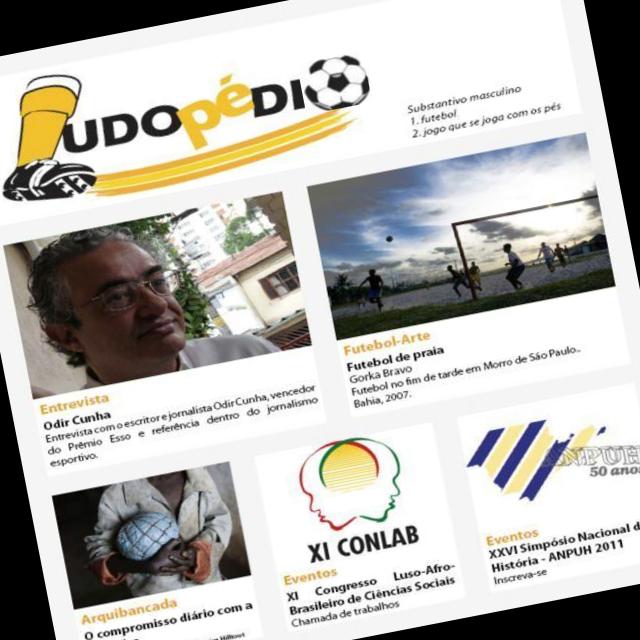 LUDOPÉDIO
Substantivo masculino
1. futebol
2. jogo que se joga com os pés
Entrevista
Odir Cunha
Entrevista com o escritor e jornalista Odir Cunha, vencedor
do Prêmio Esso e referência dentro do jornalismo
esportivo.
Futebol-Arte
Futebol de praia
Gorka Bravo
Futebol no fim de tarde em Morro de São Paulo..
Bahia, 2007.
Arquibancada
O compromisso diário com a
XI CONLAB
Eventos
XI Congresso Luso-Afro-
Brasileiro de Ciências Sociais
Chamada de trabalhos
ANPUH
50 anos
Eventos
XXVI Simpósio Nacional d
História - ANPUH 2011
Inscreva-se